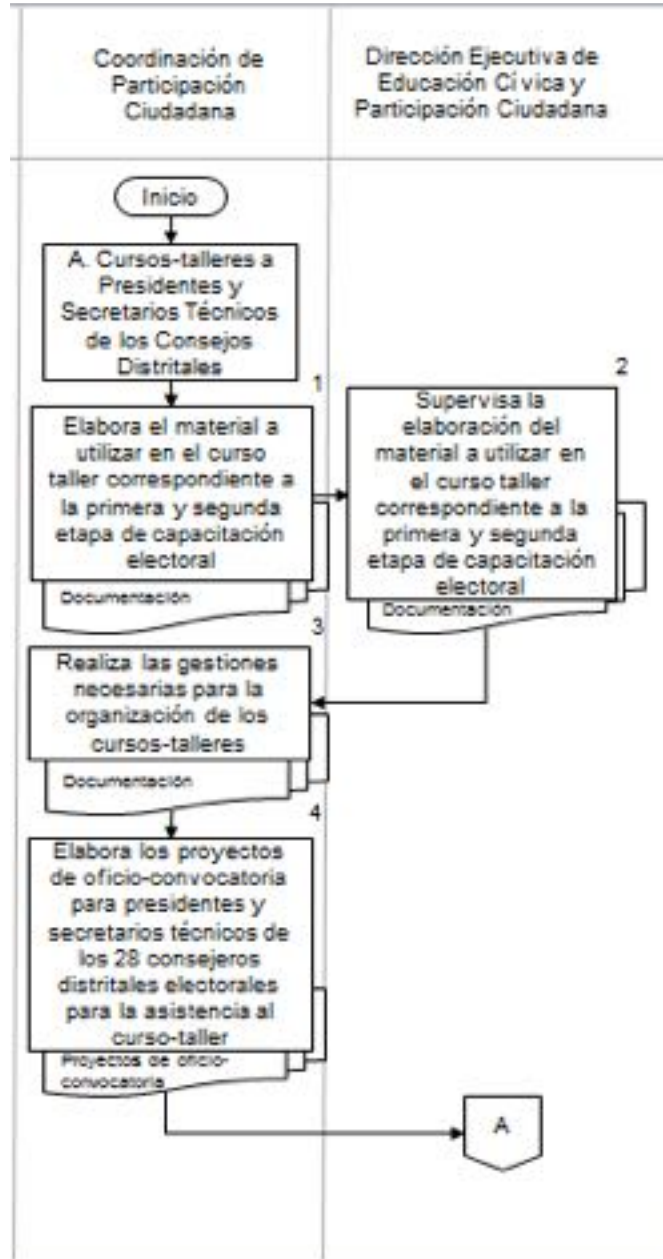 Coordinación de
Participación
Ciudadana
Dirección Ejecutiva de
Educación Cívica y
Participación Ciudadana
Inicio
A. Cursos-talleres a
Presidentes y
Secretarios Técnicos
de los Consejos
Distritales
1
Elabora el material a
utilizar en el curso
taller correspondiente a
la primera y segunda
etapa de capacitación
electoral
Documentación
2
Supervisa la
elaboración del
material a utilizar en
el curso taller
correspondiente a la
primera y segunda
etapa de capacitación
electoral
Documentación
3
Realiza las gestiones
necesarias para la
organización de los
cursos-talleres
Documentación
4
Elabora los proyectos
de oficio-convocatoria
para presidentes y
secretarios técnicos de
los 28 consejeros
distritales electorales
para la asistencia al
curso-taller
Proyectos de oficio-
convocatoria
A